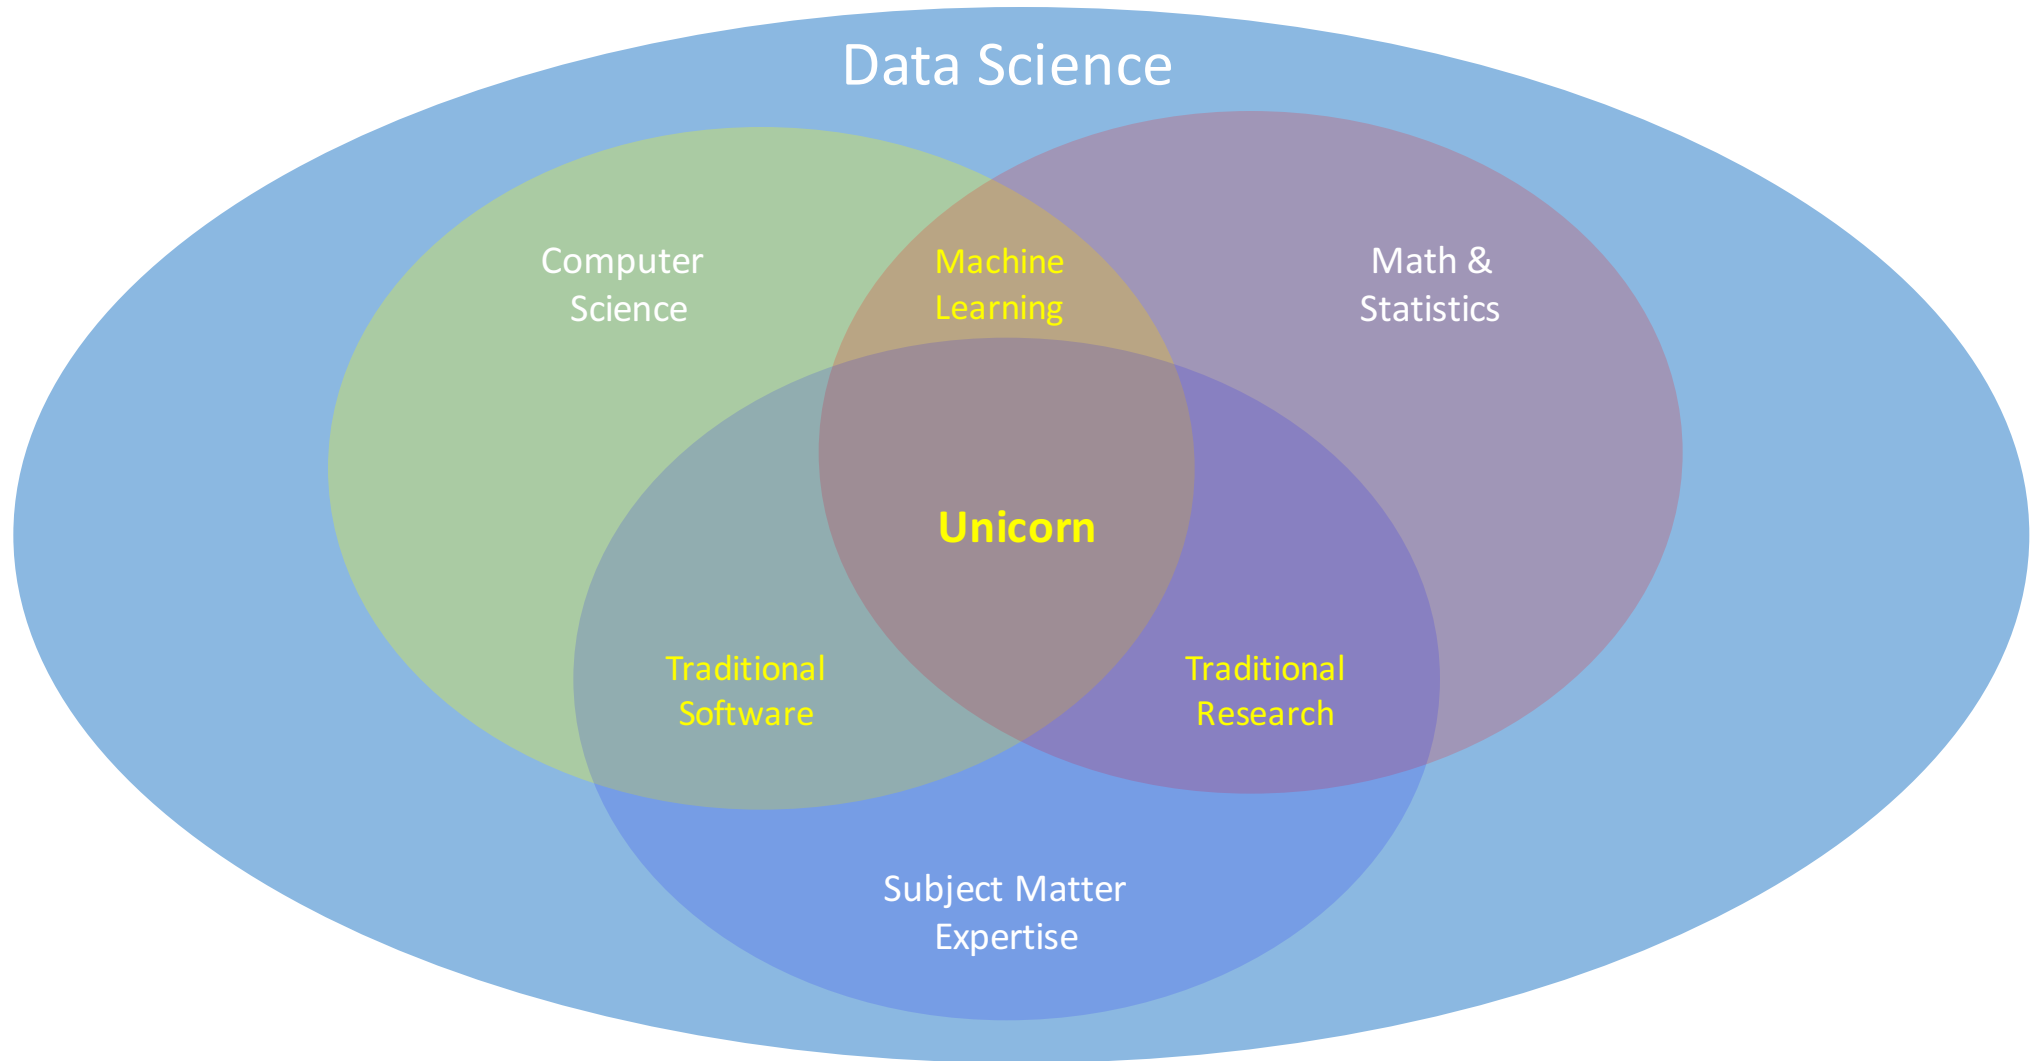 Data Science
Computer
Science
Machine
Learning
Math &
Statistics
Unicorn
Traditional
Software
Traditional
Research
Subject Matter
Expertise